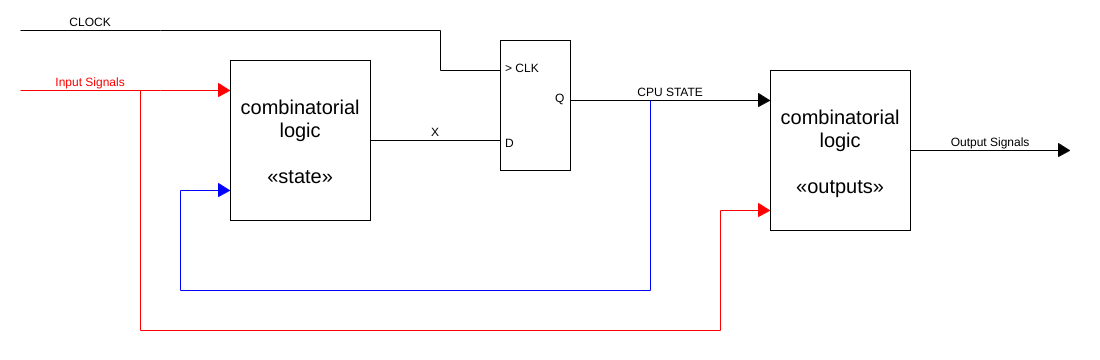 CLOCK
Input Signals
combinatorial
logic
«state»
X
> CLK
Q
D
CPU STATE
combinatorial
logic
«outputs»
Output Signals